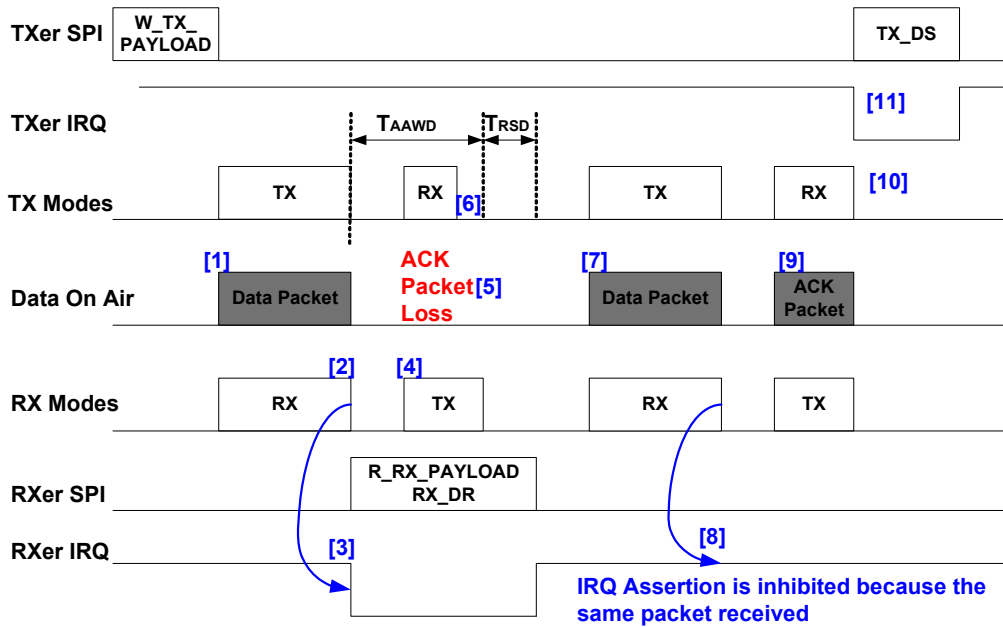 TXer SPI
W_TX_
PAYLOAD
TX_DS
TXer IRQ
[11]
TAAWD
TRSD
TX Modes
TX
RX
[6]
TX
RX
[10]
Data On Air
[1]
Data Packet
ACK
Packet[5]
Loss
[7]
Data Packet
[9]
ACK
Packet
RX Modes
RX
[2]
[4]
TX
RX
TX
RXer SPI
R_RX_PAYLOAD
RX_DR
RXer IRQ
[3]
[8]
IRQ Assertion is inhibited because the
same packet received